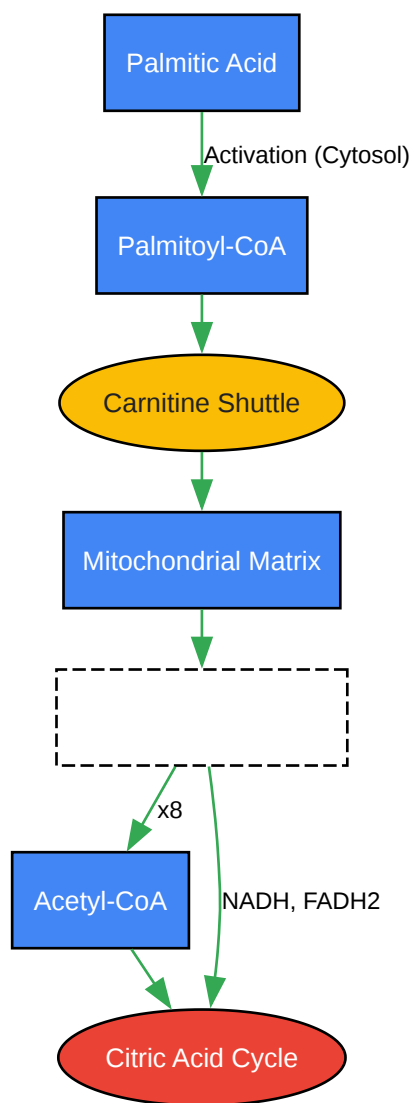 Palmitic Acid
Activation (Cytosol)
Palmitoyl-CoA
Carnitine Shuttle
Mitochondrial Matrix
x8
Acetyl-CoA
NADH, FADH2
Citric Acid Cycle